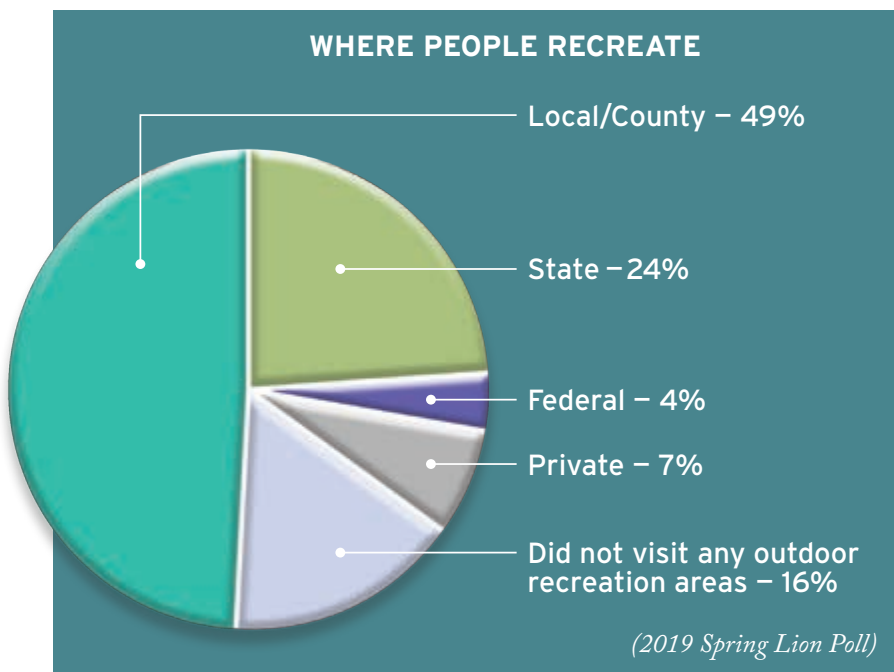 WHERE PEOPLE RECREATE
Local/County – 49%
State – 24%
Federal – 4%
Private – 7%
Did not visit any outdoor
recreation areas – 16%
(2019 Spring Lion Poll)